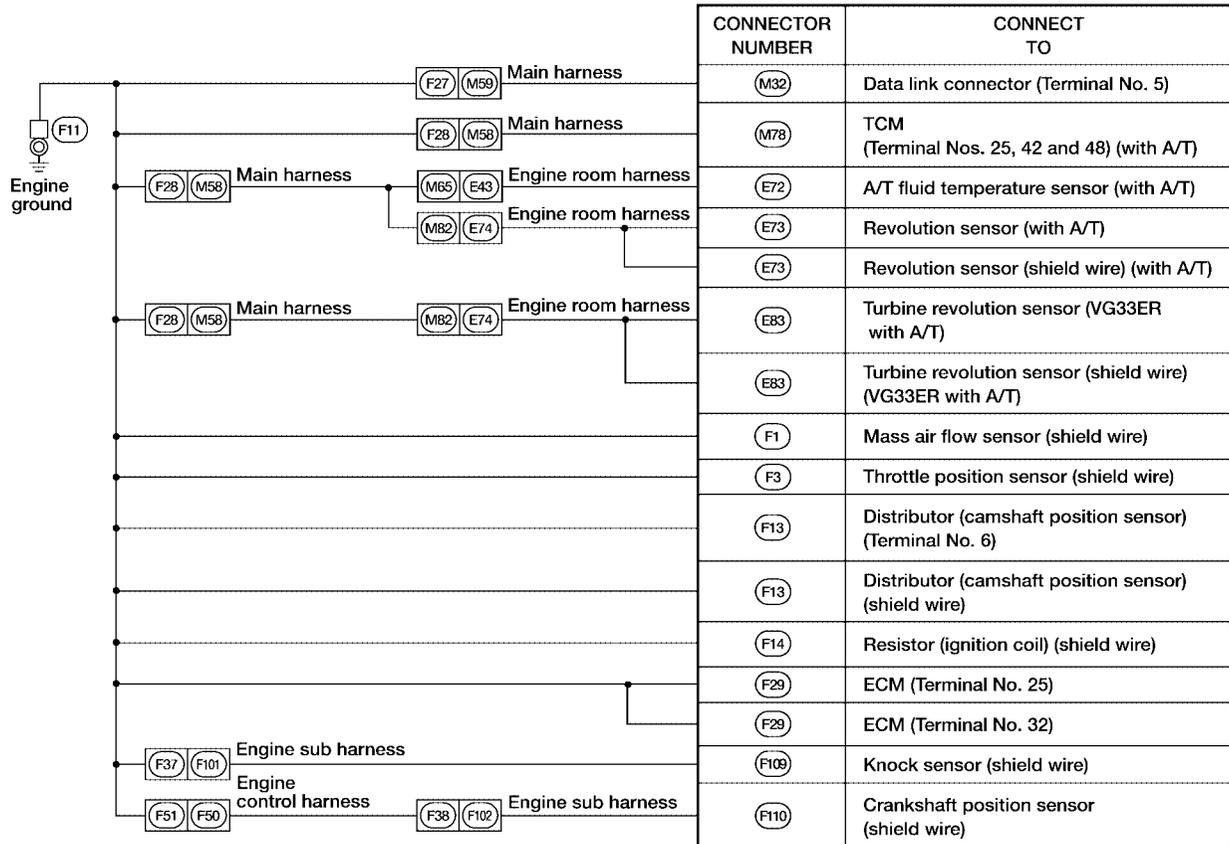 CONNECTOR NUMBER CONNECT TO
F11
Engine
ground
F27 M59 Main harness M32 Data link connector (Terminal No. 5)
F28 M58 Main harness M78 TCM
(Terminal Nos. 25, 42 and 48) (with A/T)
F28 M58 Main harness M65 E43 Engine room harness E72 A/T fluid temperature sensor (with A/T)
M82 E74 Engine room harness E73 Revolution sensor (with A/T)
E73 Revolution sensor (shield wire) (with A/T)
F28 M58 Main harness M82 E74 Engine room harness E83 Turbine revolution sensor (VG33ER
with A/T)
E83 Turbine revolution sensor (shield wire)
(VG33ER with A/T)
F1 Mass air flow sensor (shield wire)
F3 Throttle position sensor (shield wire)
F13 Distributor (camshaft position sensor)
(Terminal No. 6)
F13 Distributor (camshaft position sensor)
(shield wire)
F14 Resistor (ignition coil) (shield wire)
F29 ECM (Terminal No. 25)
F29 ECM (Terminal No. 32)
F37 F101 Engine sub harness F109 Knock sensor (shield wire)
F51 F50 Engine
control harness F38 F102 Engine sub harness F110 Crankshaft position sensor
(shield wire)